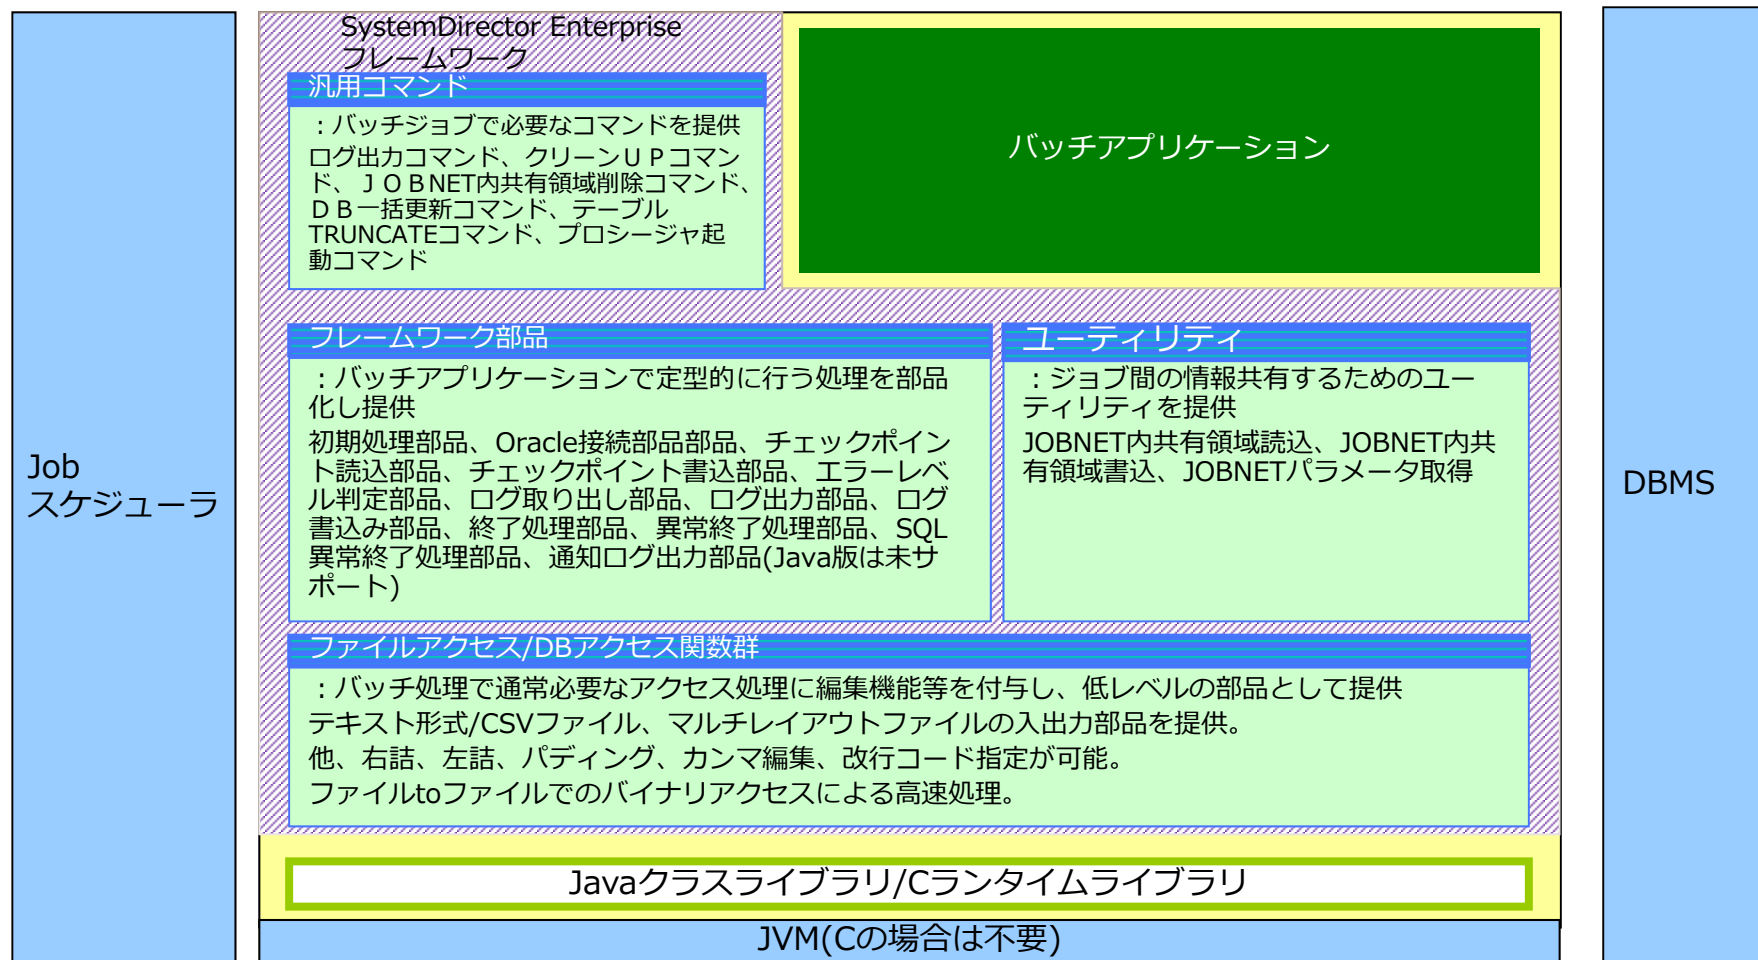 Job
スケジューラ
SystemDirector Enterprise
フレームワーク
汎用コマンド
：バッチジョブで必要なコマンドを提供
ログ出力コマンド、クリーンＵＰコマン
ド、ＪＯＢNET内共有領域削除コマンド、
ＤＢ一括更新コマンド、テーブル
TRUNCATEコマンド、プロシージャ起
動コマンド
バッチアプリケーション
フレームワーク部品
：バッチアプリケーションで定型的に行う処理を部品
化し提供
初期処理部品、Oracle接続部品部品、チェックポイン
ト読込部品、チェックポイント書込部品、エラーレベ
ル判定部品、ログ取り出し部品、ログ出力部品、ログ
書込み部品、終了処理部品、異常終了処理部品、SQL
異常終了処理部品、通知ログ出力部品(Java版は未サ
ポート)
ユーティリティ
：ジョブ間の情報共有するためのユー
ティリティを提供
JOBNET内共有領域読込、JOBNET内共
有領域書込、JOBNETパラメータ取得
ファイルアクセス/DBアクセス関数群
：バッチ処理で通常必要なアクセス処理に編集機能等を付与し、低レベルの部品として提供
テキスト形式/CSVファイル、マルチレイアウトファイルの入出力部品を提供。
他、右詰、左詰、パディング、カンマ編集、改行コード指定が可能。
ファイルtoファイルでのバイナリアクセスによる高速処理。
Javaクラスライブラリ/Cランタイムライブラリ
JVM(Cの場合は不要)
DBMS